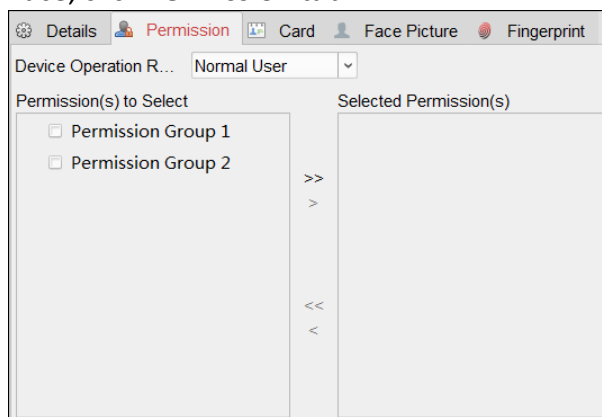 Details Permission Card Face Picture Fingerprint
Device Operation R... Normal User
Permission(s) to Select Selected Permission(s)
Permission Group 1
Permission Group 2
>>
>
<<
<